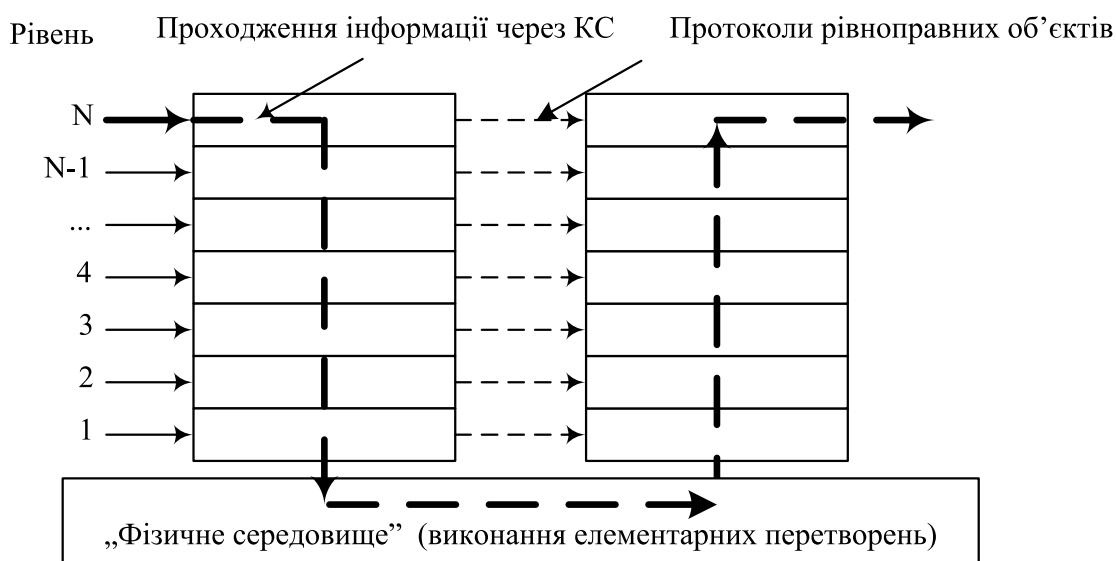 Рівень
Проходження інформації через КС
Протоколи рівноправних об’єктів
N
N-1
...
4
3
2
1
„Фізичне середовище” (виконання елементарних перетворень)